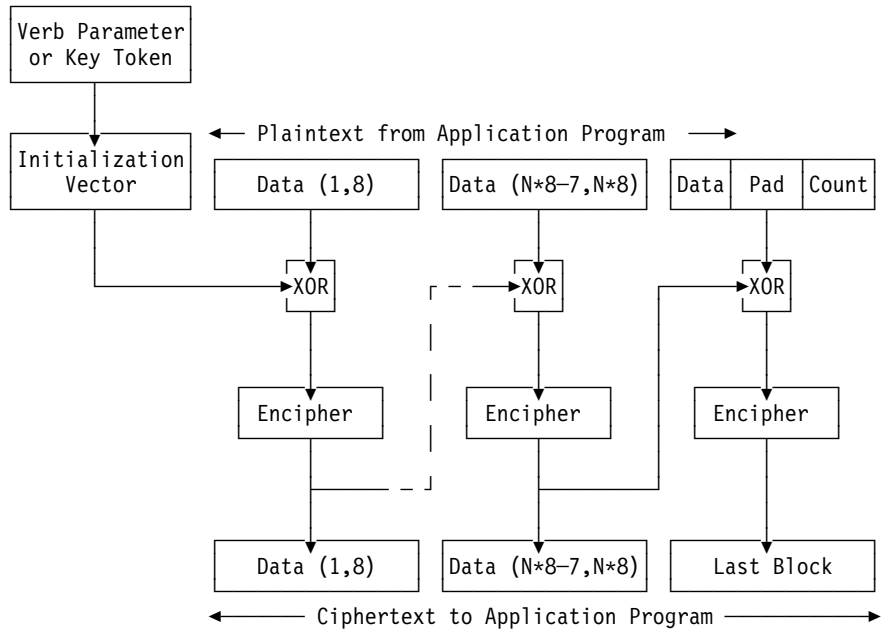 Verb Parameter
or Key Token
Plaintext from Application Program
Initialization
Vector
Data (1,8)
Data (N*8–7,N*8)
Data Pad Count
XOR XOR XOR
Encipher Encipher Encipher
Data (1,8)
Data (N*8–7,N*8)
Last Block
Ciphertext to Application Program